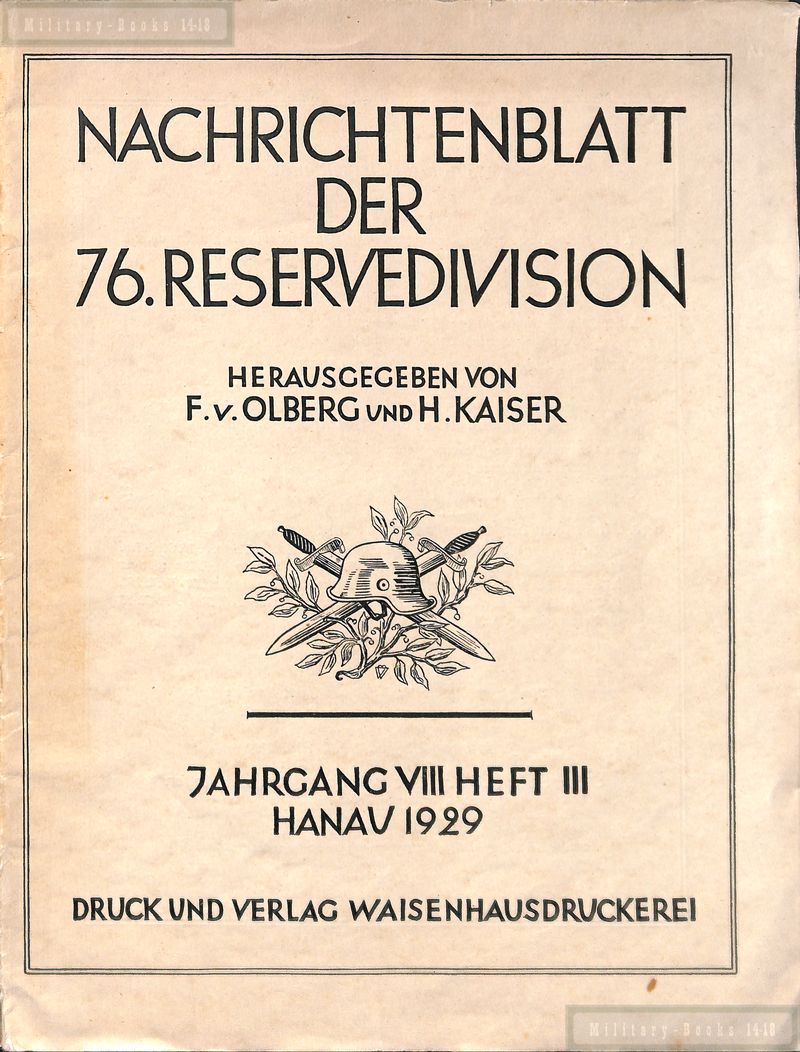 Military-Books 14-18
NACHRICHTENBLATT
DER
76. RESERVEDIVISION
HERAUSGEGEBEN VON
F. v. OLBERG UND H. KAISER
JAHRGANG VIII HEFT III
HANAU 1929
DRUCK UND VERLAG WAISENHAUSDRUCKEREI
Military-Books 14-18